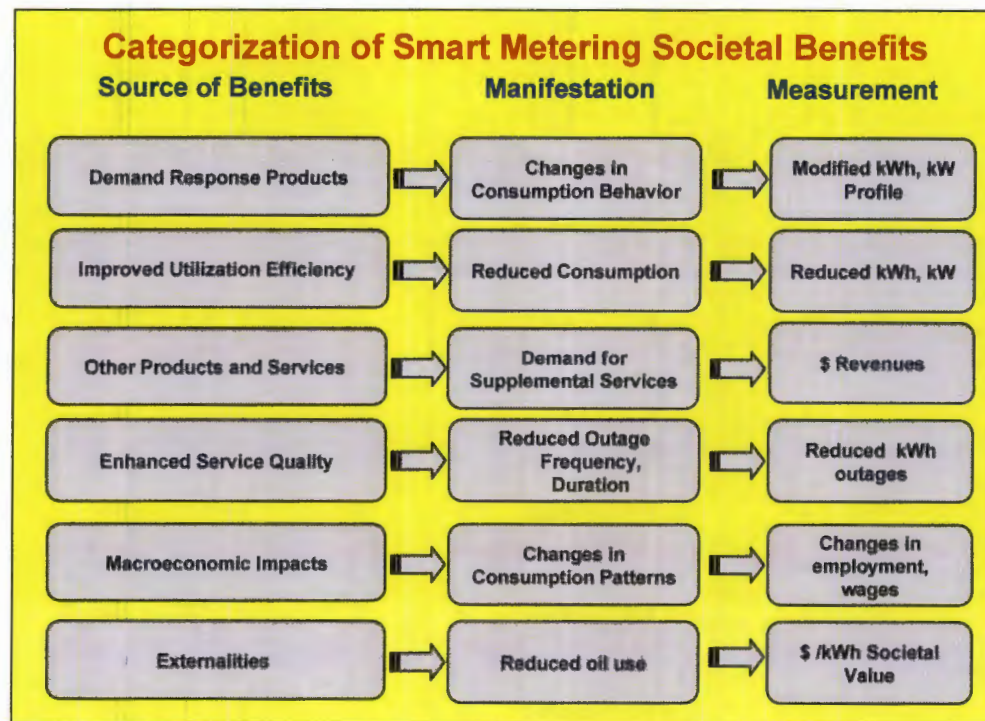 Categorization of Smart Metering Societal Benefits
Source of Benefits
Manifestation
Measurement
Demand Response Products
Changes in
Consumption Behavior
Modified kWh, kW
Profile
Improved Utilization Efficiency
Reduced Consumption
Reduced kWh, kW
Other Products and Services
Demand for
Supplemental Services
$ Revenues
Enhanced Service Quality
Reduced Outage
Frequency,
Duration
Reduced kWh
outages
Macroeconomic Impacts
Changes in
Consumption Patterns
Changes in
employment,
wages
Externalities
Reduced oil use
$ /kWh Societal
Value